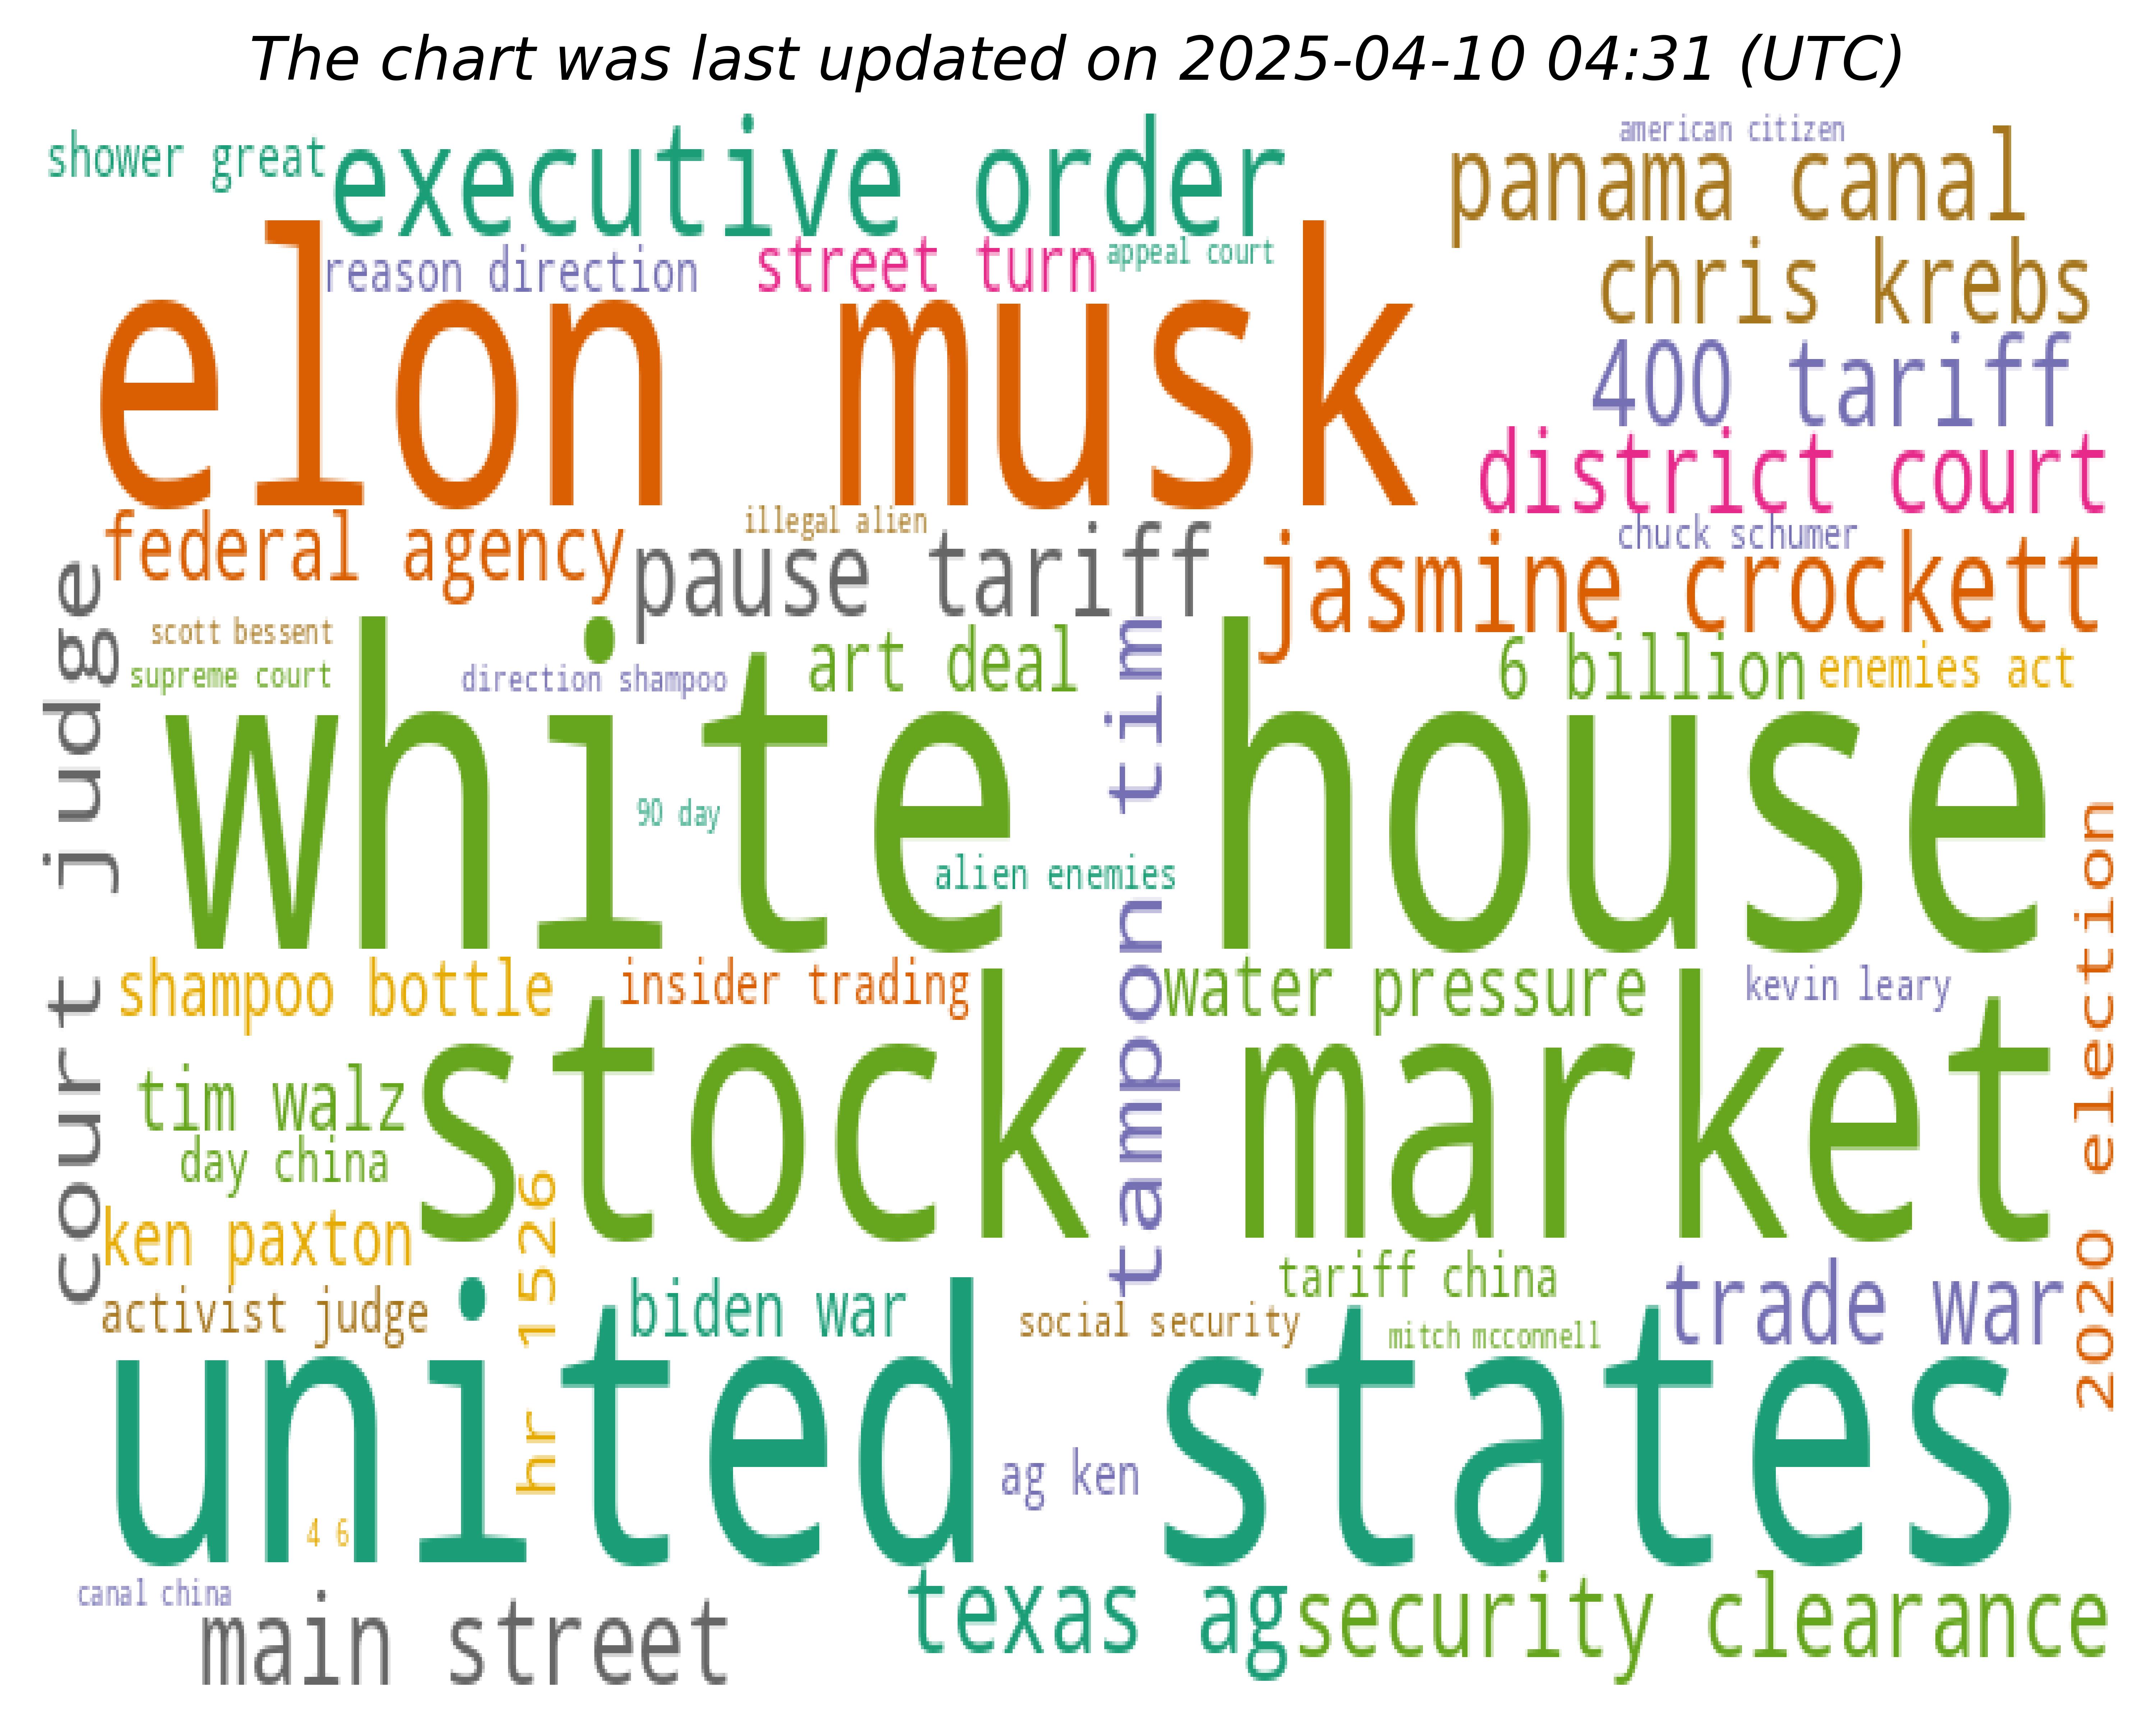 The chart was last updated on 2025-04-10 04:31 (UTC)
american citizen
shower great
executive order
panama canal
reason direction
street turn
appeal court
chris krebs
elon musk
400 tariff
district court
federal agency
illegal alien
pause tariff
chuck schumer
jasmine crockett
court judge
scott bessent
supreme court
direction shampoo
art deal
tampon tim
6 billion
enemies act
white house
90 day
alien enemies
2020 election
shampoo bottle
insider trading
water pressure
kevin leary
tim walz
stock market
day china
ken paxton
hr 1526
activist judge
biden war
social security
tariff china
mitch mcconnell
trade war
united states
ag ken
4 6
canal china
main street
texas ag
security clearance